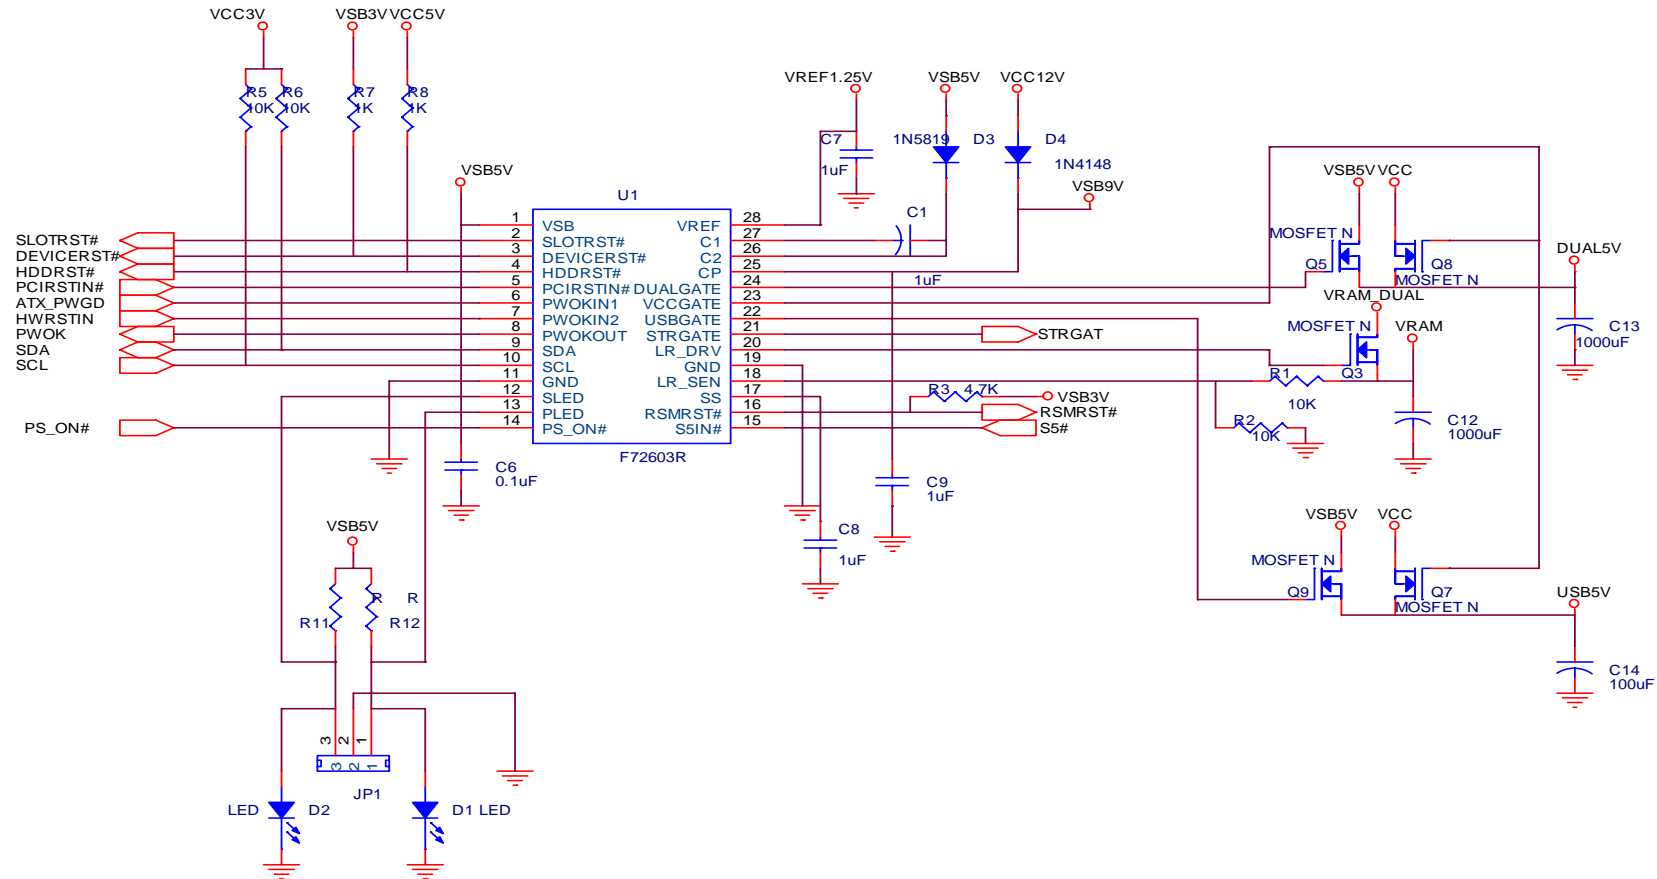 VCC3V
VSB3V VCC5V
R5 R6 R7 R8
10K 10K 1K 1K
VREF1.25V VSB5V VCC12V
C7 1N5819 D3 D4
1uF 1N4148
VSB5V
VSB9V
VSB5V VCC
U1
C1
1uF
1 VSB VREF 28
SLOTRST# 2 SLOTRST# C1 27
DEVICERST# 3 DEVICERST# C2 26
HDDRST# 4 HDDRST# CP 25
PCIRSTIN# 5 PCIRSTIN# DUALGATE 24
ATX_PWGD 6 PWOKIN1 VCCGATE 23
HWRSTIN 7 PWOKIN2 USBGATE 22
PWOK 8 PWOKOUT STRGATE 21 STRGAT
SDA 9 SDA LR_DRV 20
SCL 10 SCL GND 19
11 GND LR_SEN 18
12 SLED SS 17
13 PLED RSMRST# 16 RSMRST#
PS_ON# 14 PS_ON# S5IN# 15 S5#
F72603R
MOSFET N
Q5 Q8
MOSFET N
DUAL5V
VRAM_DUAL
MOSFET N VRAM
C13
1000uF
R1 Q3
10K
R3 4.7K VSB3V
R2
10K
C12
1000uF
C6
0.1uF
C9
1uF
C8
1uF
VSB5V VCC
MOSFET N
Q9 Q7
MOSFET N
USB5V
C14
100uF
VSB5V
R R
R11 R12
3 2 1
3 2 1
JP1
LED D2 D1 LED